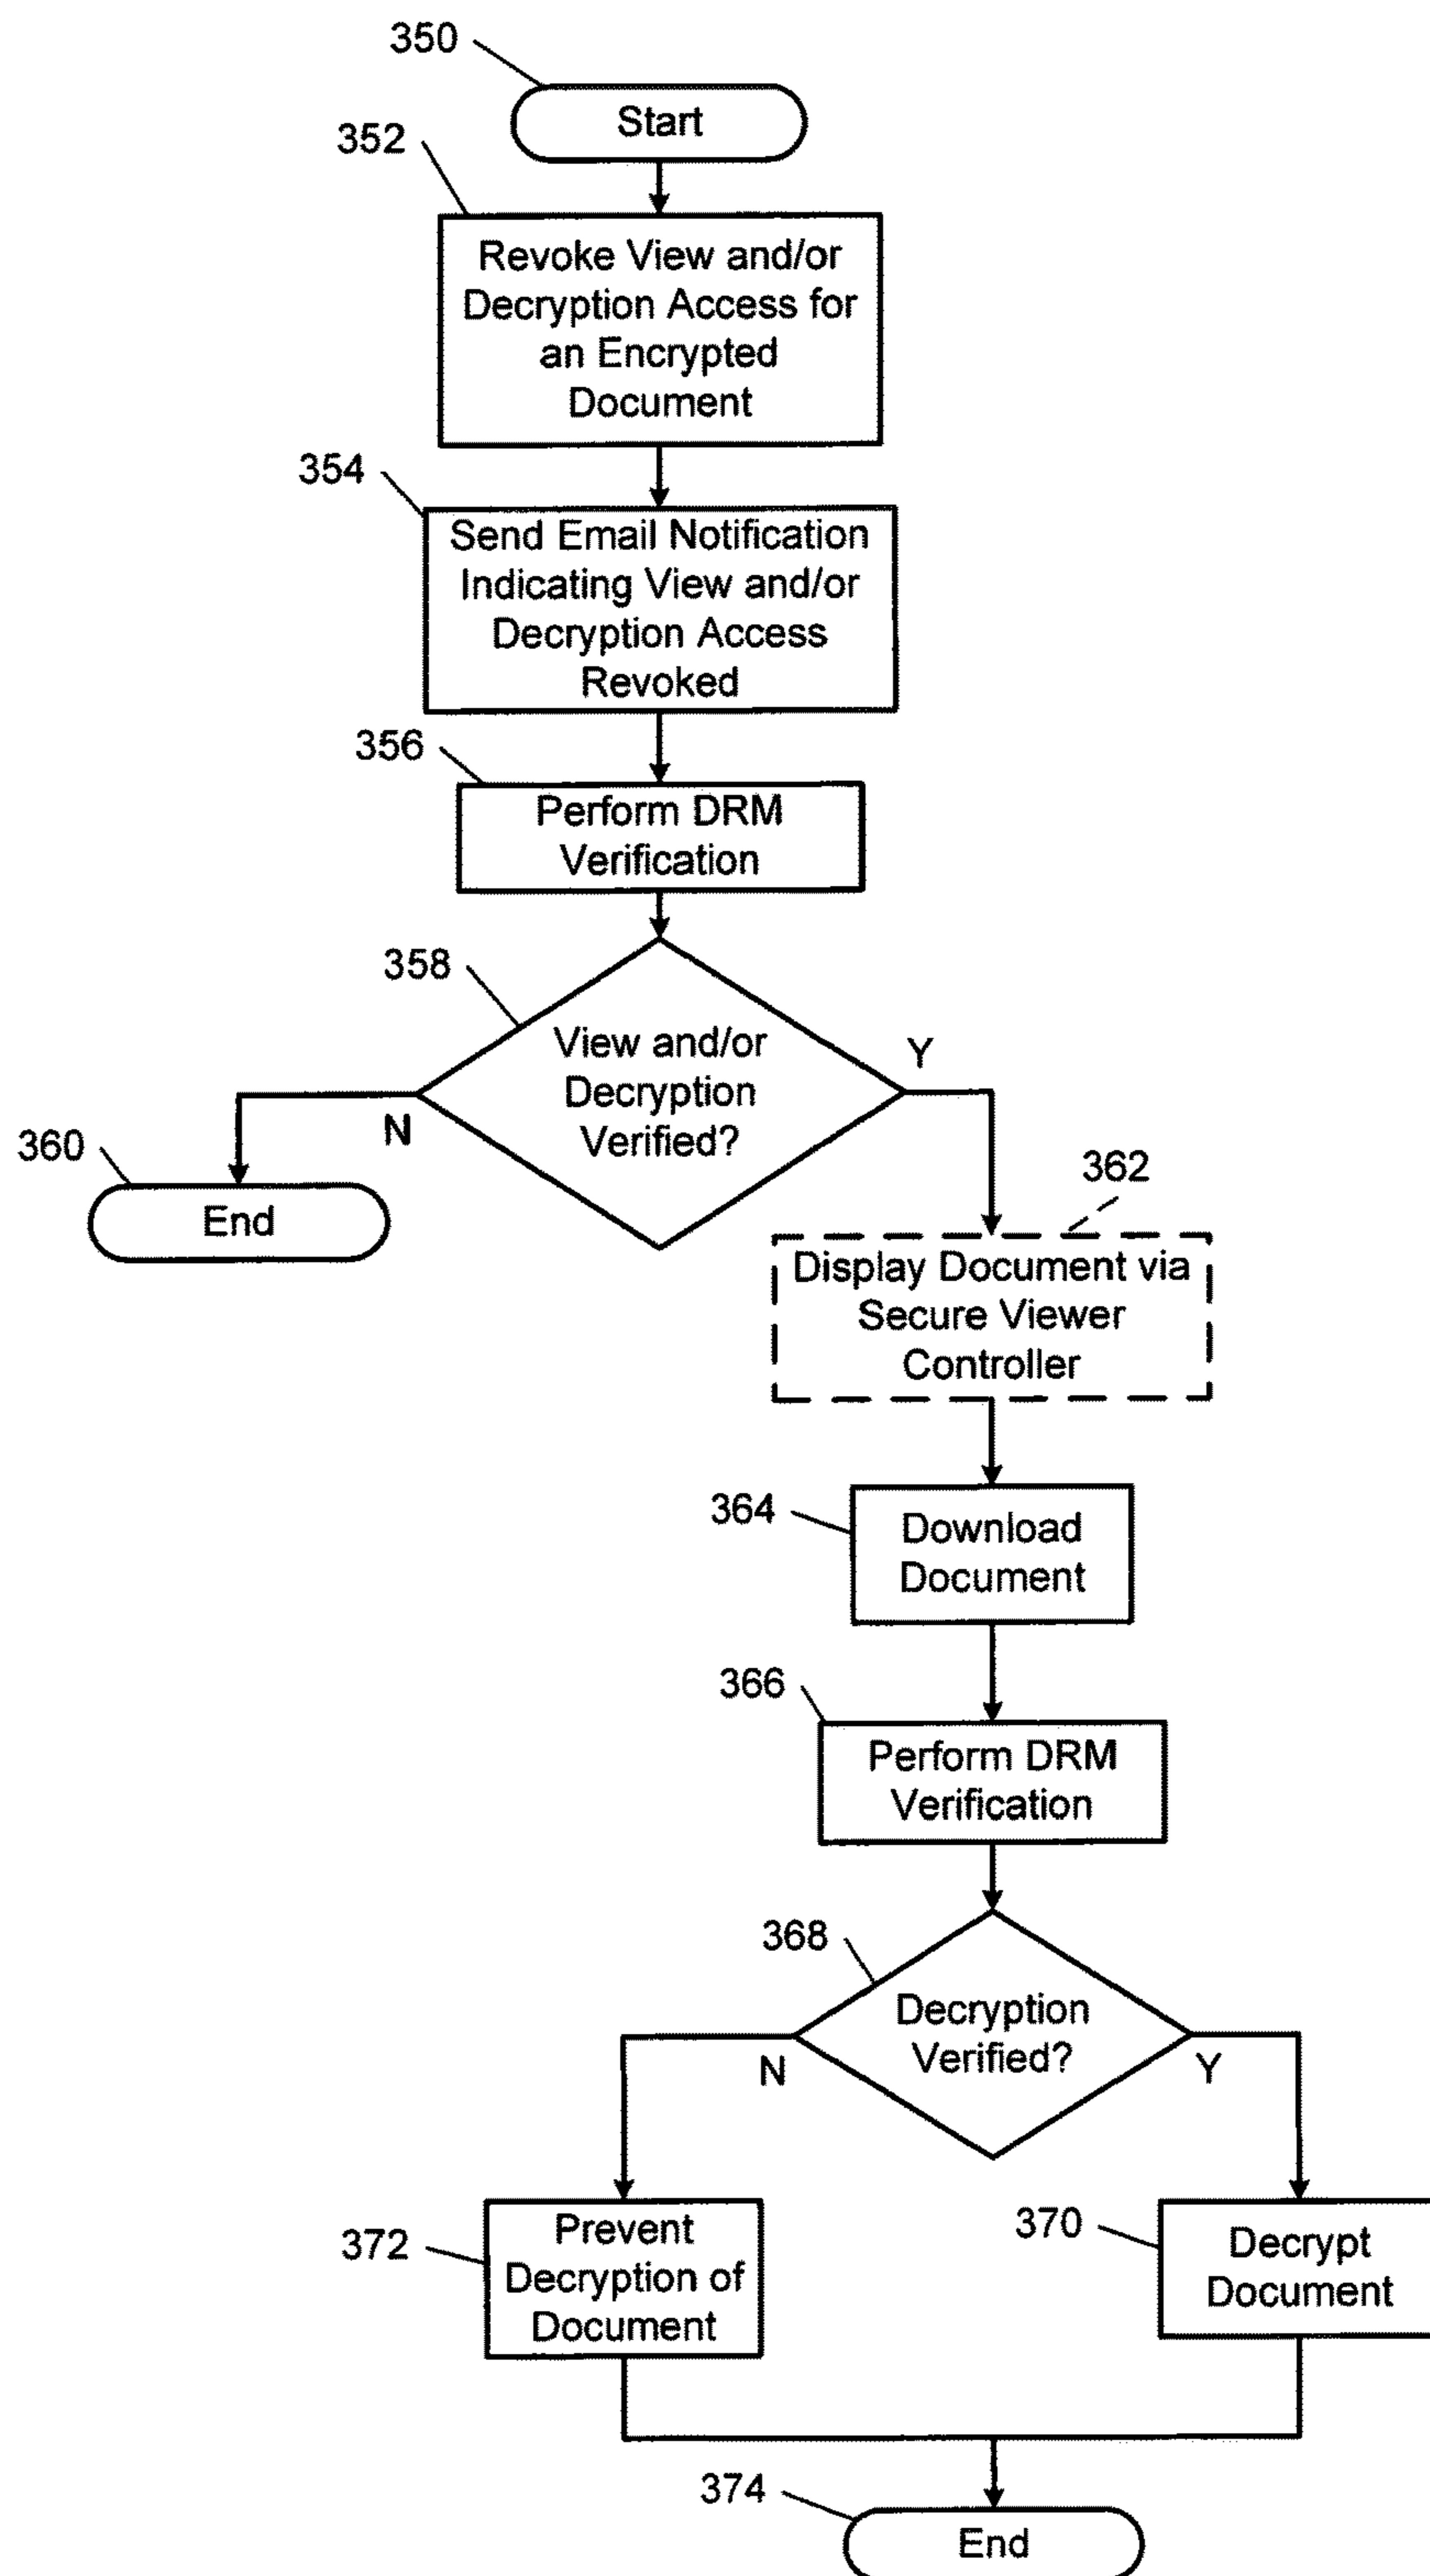 350
Start
352
Revoke View and/or
Decryption Access for
an Encrypted
Document
354
Send Email Notification
Indicating View and/or
Decryption Access
Revoked
356
Perform DRM
Verification
358
View and/or
Decryption
Verified?
Y
N
360
End
362
Display Document via
Secure Viewer
Controller
364
Download
Document
366
Perform DRM
Verification
368
Decryption
Verified?
N
Y
372
Prevent
Decryption of
Document
370
Decrypt
Document
374
End